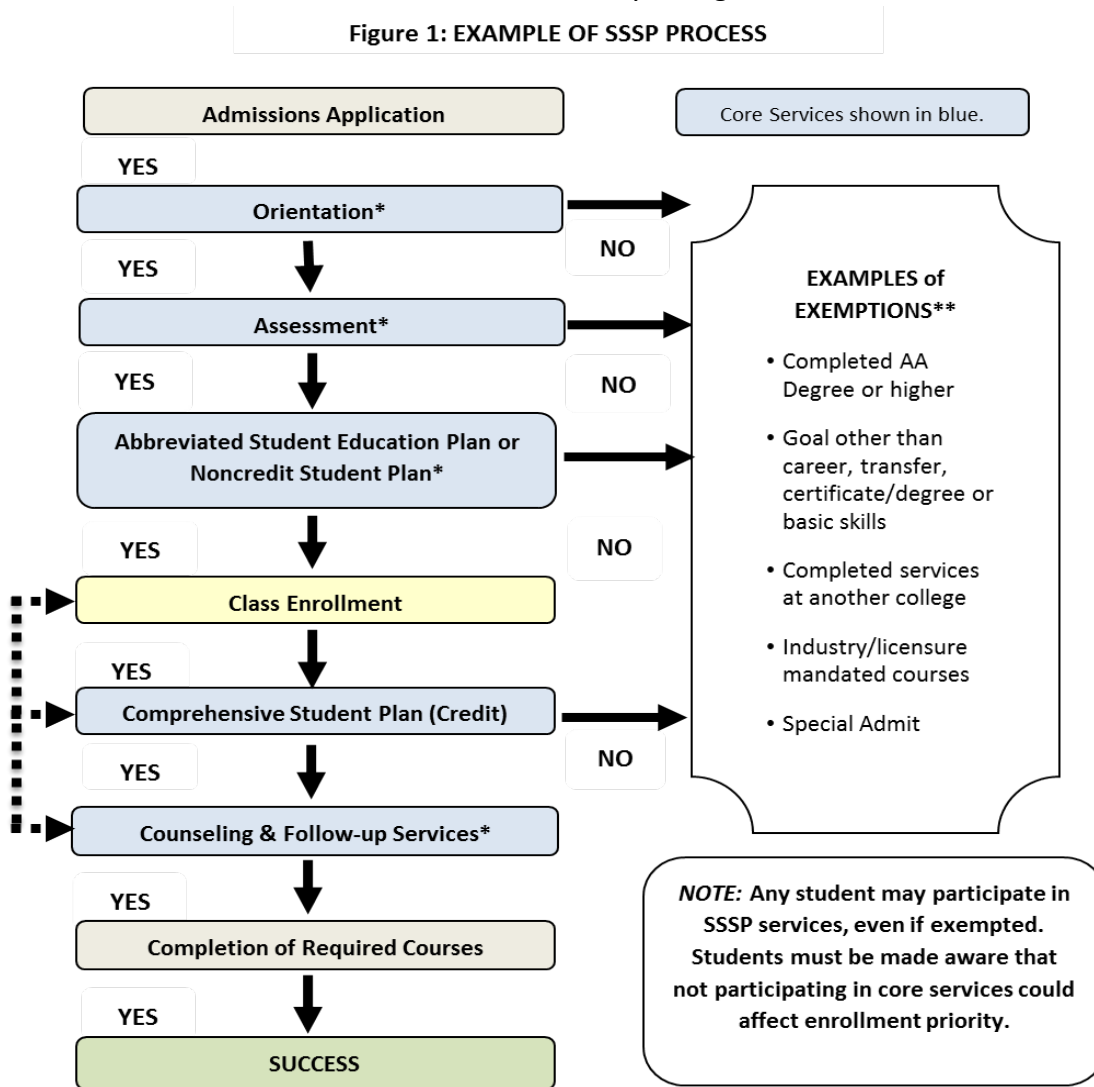 Figure 1: EXAMPLE OF SSSP PROCESS
Admissions Application
Core Services shown in blue.
YES
Orientation*
NO
YES
Assessment*
NO
YES
Abbreviated Student Education Plan or
Noncredit Student Plan*
NO
YES
Class Enrollment
YES
Comprehensive Student Plan (Credit)
NO
YES
Counseling & Follow-up Services*
YES
Completion of Required Courses
YES
SUCCESS
EXAMPLES of
EXEMPTIONS**
• Completed AA
Degree or higher
• Goal other than
career, transfer,
certificate/degree or
basic skills
• Completed services
at another college
• Industry/licensure
mandated courses
• Special Admit
NOTE: Any student may participate in
SSSP services, even if exempted.
Students must be made aware that
not participating in core services could
affect enrollment priority.